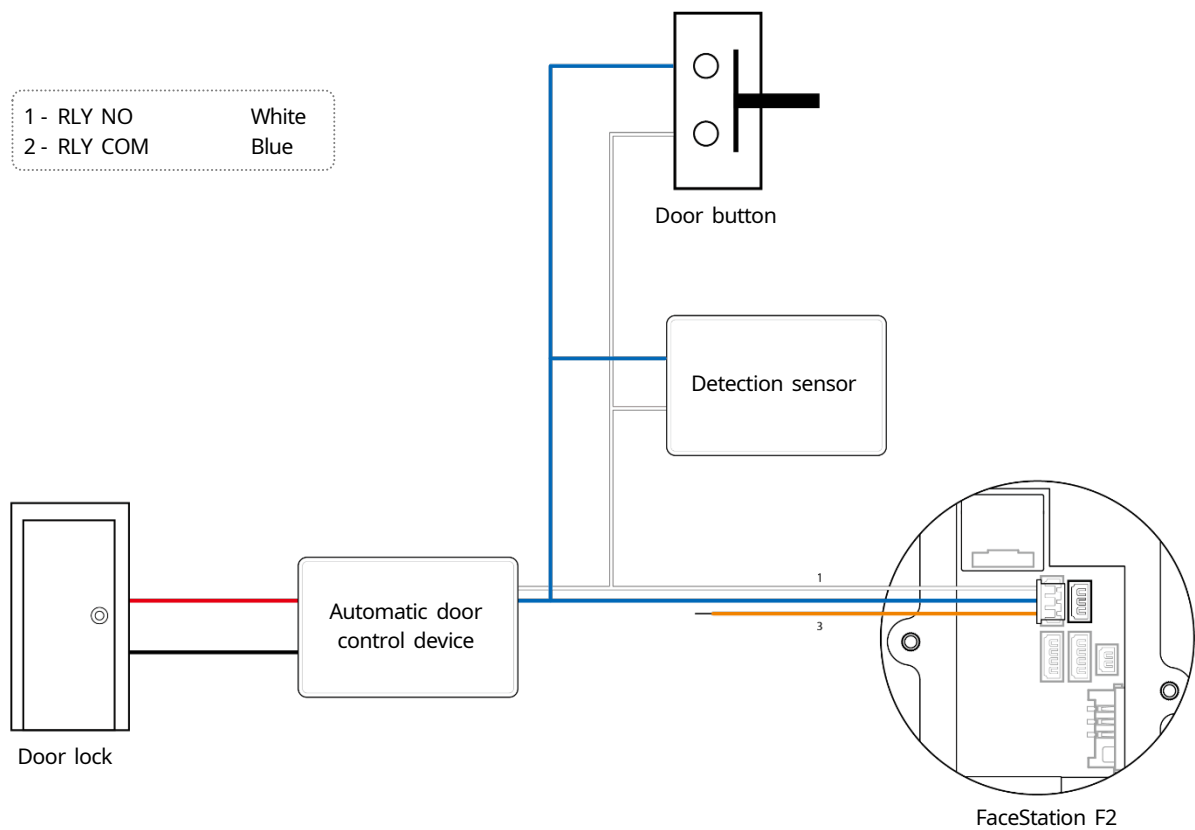 1 - RLY NO White
2 - RLY COM Blue
Door button
Detection sensor
Automatic door
control device
1
3
Door lock
FaceStation F2